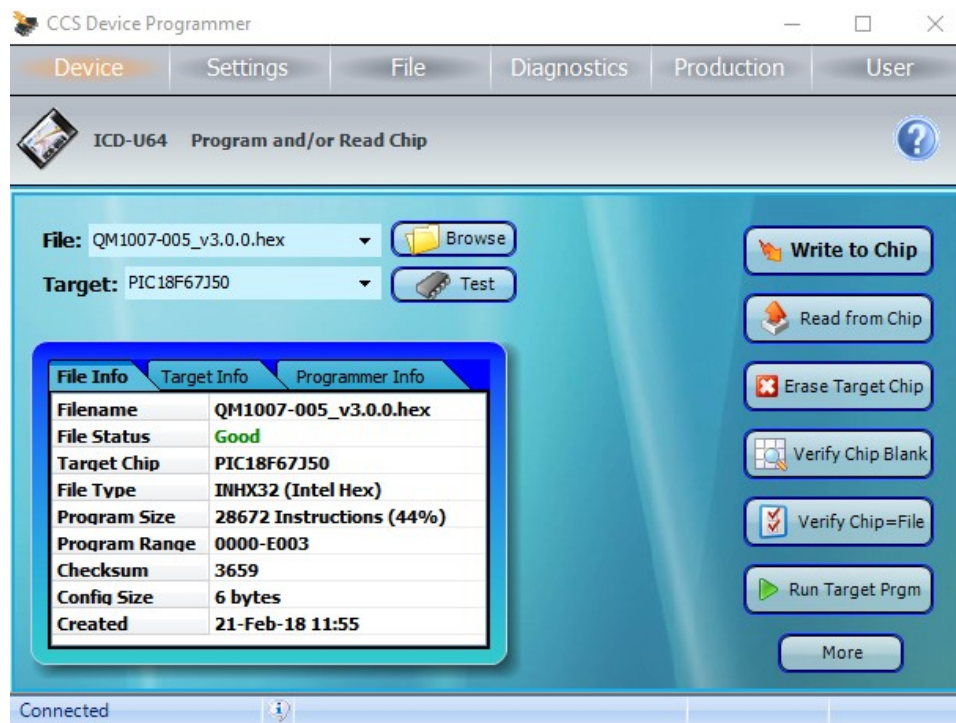 CCS Device Programmer
Device Settings File Diagnostics Production User
ICD-U64 Program and/or Read Chip
File: QM1007-005_v3.0.0.hex Browse
Target: PIC18F67J50 Test
Write to Chip
Read from Chip
Erase Target Chip
Verify Chip Blank
Verify Chip=File
Run Target Prgm
More
File Info Target Info Programmer Info
Filename QM1007-005_v3.0.0.hex
File Status Good
Target Chip PIC18F67J50
File Type INHX32 (Intel Hex)
Program Size 28672 Instructions (44%)
Program Range 0000-E003
Checksum 3659
Config Size 6 bytes
Created 21-Feb-18 11:55
Connected